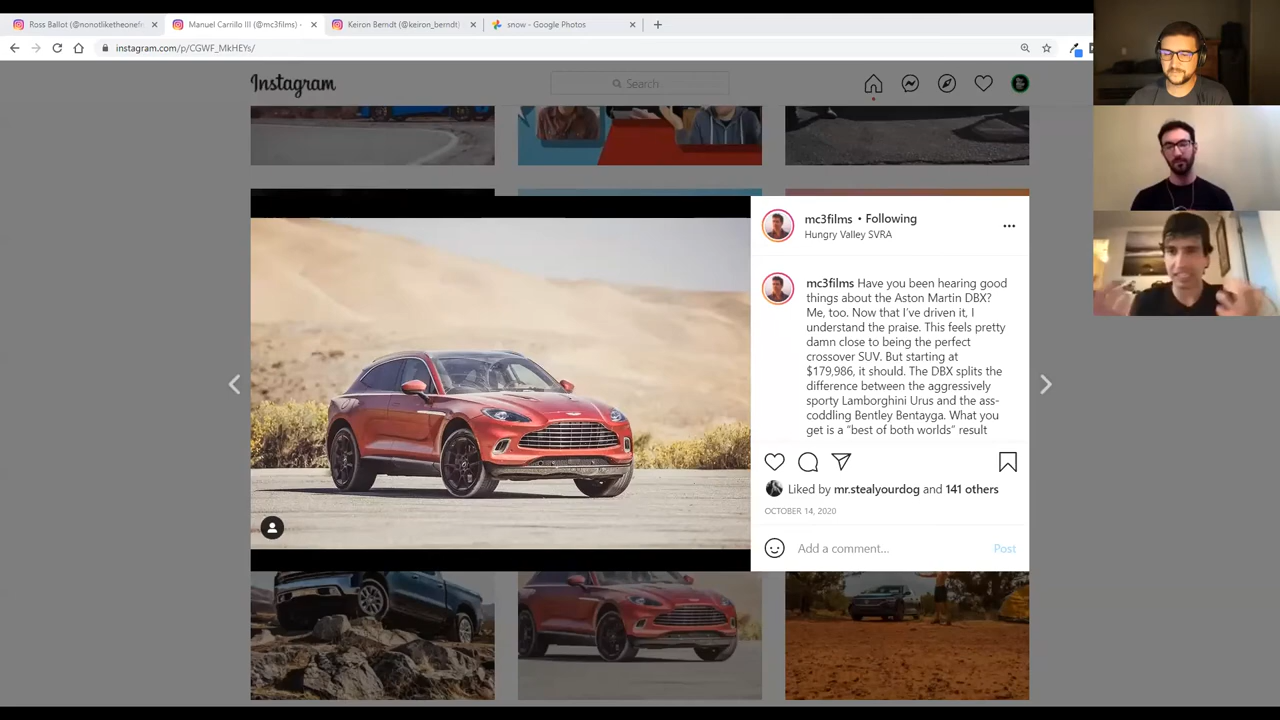 Ross Ballot (@nonotliketheonef
Manuel Carrillo III (@mc3films) •
Keiron Berndt (@keiron_berndt)
snow - Google Photos
instagram.com/p/CGWF_MkHEYs/
Instagram
Search
mc3films • Following
Hungry Valley SVRA
mc3films Have you been hearing good
things about the Aston Martin DBX?
Me, too. Now that I've driven it, I
understand the praise. This feels pretty
damn close to being the perfect
crossover SUV. But starting at
$179,986, it should. The DBX splits the
difference between the aggressively
sporty Lamborghini Urus and the ass-
coddling Bentley Bentayga. What you
get is a “best of both worlds” result
Liked by mr.stealyourdog and 141 others
OCTOBER 14, 2020
Add a comment...
Post